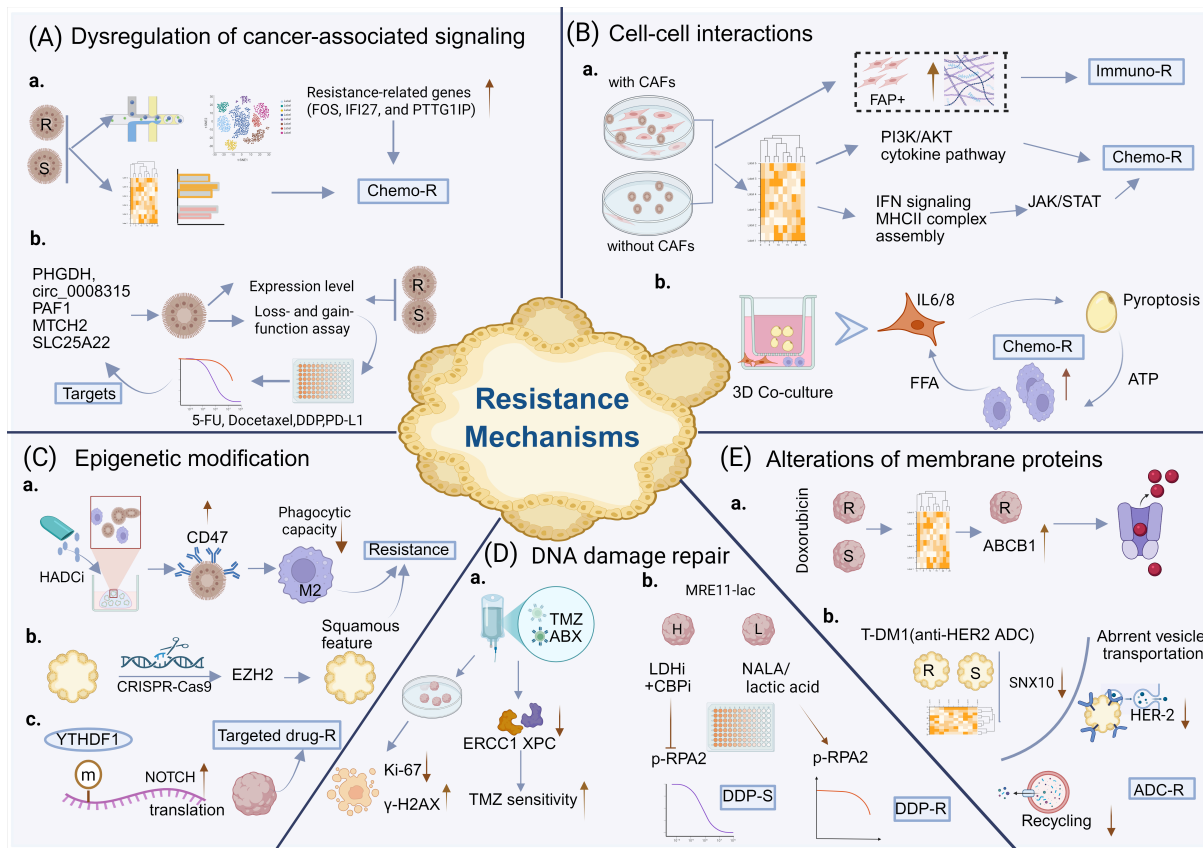 (A) Dysregulation of cancer-associated signaling
a.
R
S
Resistance-related genes
(FOS, IFI27, and PTTG1IP)
Chemo-R
b.
PHGDH,
circ_0008315
PAF1
MTCH2
SLC25A22
Expression level
Loss- and gain-
function assay
R
S
Targets
5-FU, Docetaxel,DDP,PD-L1
(B) Cell-cell interactions
a.
with CAFs
without CAFs
FAP+
Immuno-R
PI3K/AKT
cytokine pathway
Chemo-R
IFN signaling
MHCII complex
assembly
JAK/STAT
b.
3D Co-culture
IL6/8
Pyroptosis
Chemo-R
FFA
ATP
Resistance
Mechanisms
(C) Epigenetic modification
a.
HADCi
CD47
Phagocytic
capacity
M2
Resistance
b.
CRISPR-Cas9
EZH2
Squamous
feature
c.
YTHDF1
m
NOTCH
translation
Targeted drug-R
(D) DNA damage repair
a.
TMZ
ABX
Ki-67
γ-H2AX
ERCC1 XPC
TMZ sensitivity
b.
MRE11-lac
H
L
LDHi
+CBPi
NALA/
lactic acid
p-RPA2
p-RPA2
DDP-S
DDP-R
(E) Alterations of membrane proteins
a.
Doxorubicin
R
S
R
ABCB1
b.
T-DM1(anti-HER2 ADC)
R
S
SNX10
Abrrent vesicle
transportation
HER-2
Recycling
ADC-R